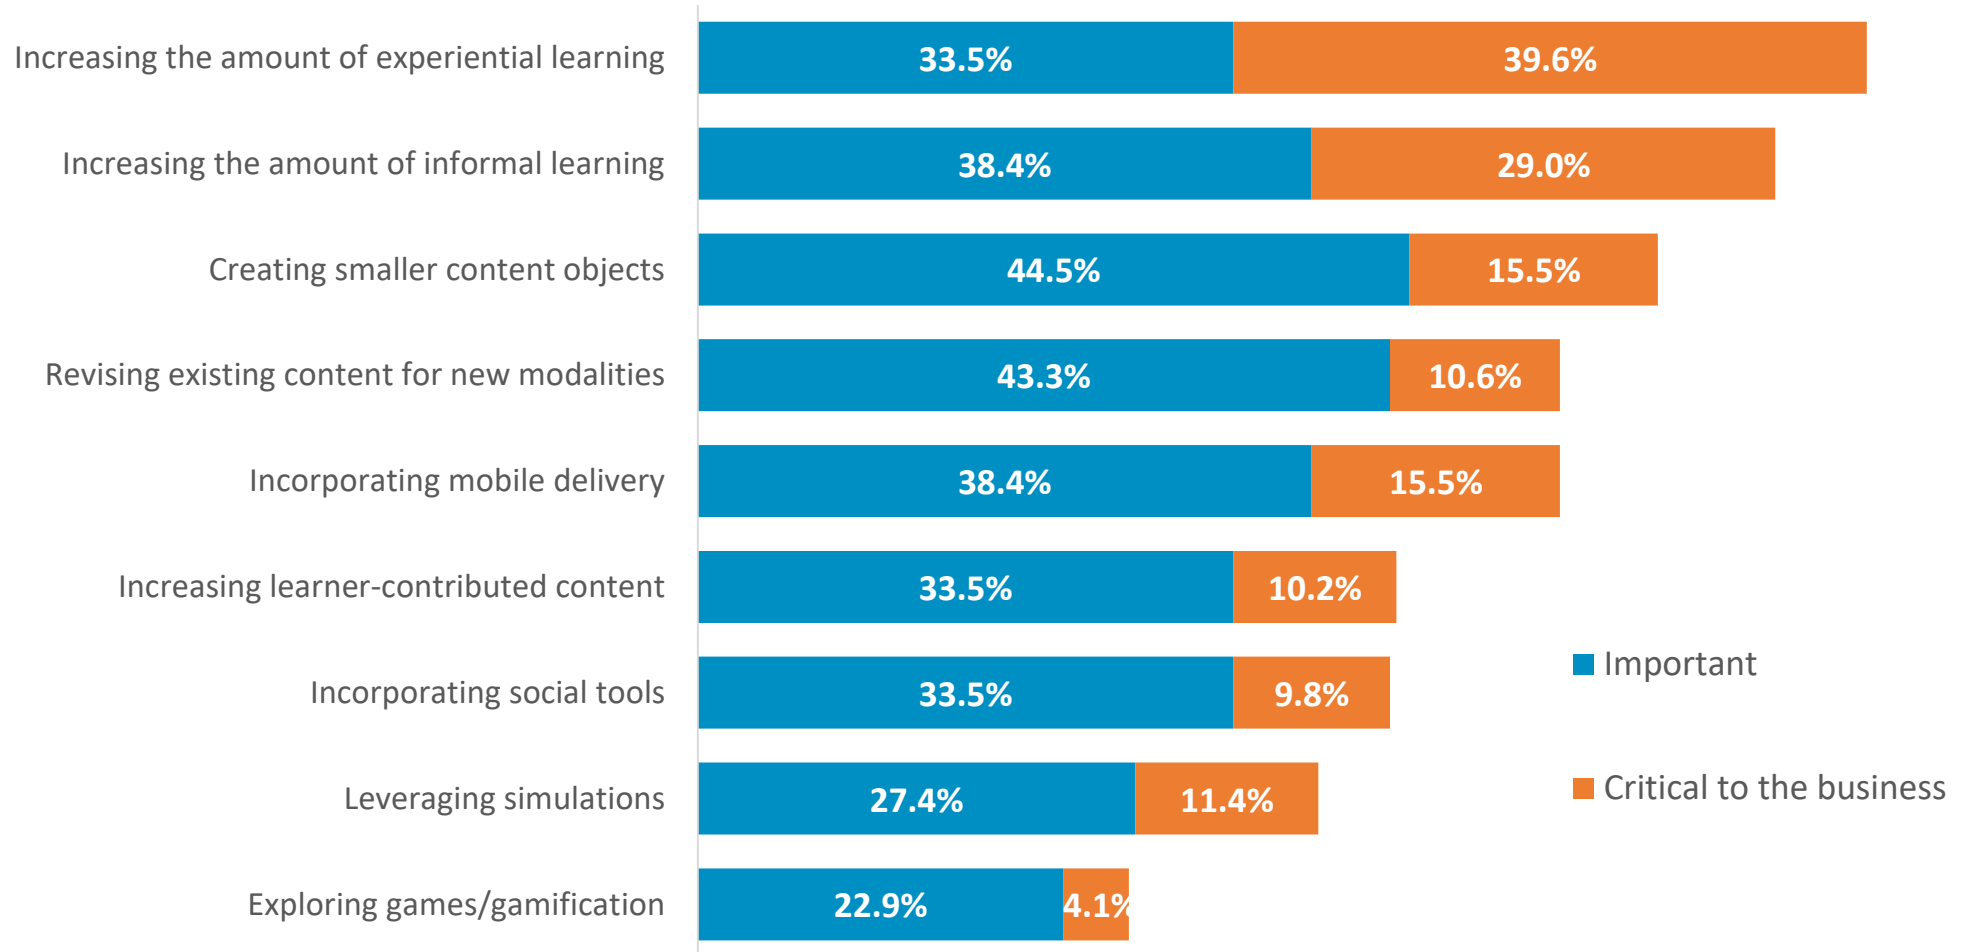 Increasing the amount of experiential learning 33.5% 39.6%
Increasing the amount of informal learning 38.4% 29.0%
Creating smaller content objects 44.5% 15.5%
Revising existing content for new modalities 43.3% 10.6%
Incorporating mobile delivery 38.4% 15.5%
Increasing learner-contributed content 33.5% 10.2%
Incorporating social tools 33.5% 9.8%
Leveraging simulations 27.4% 11.4%
Exploring games/gamification 22.9% 4.1%
Important
Critical to the business